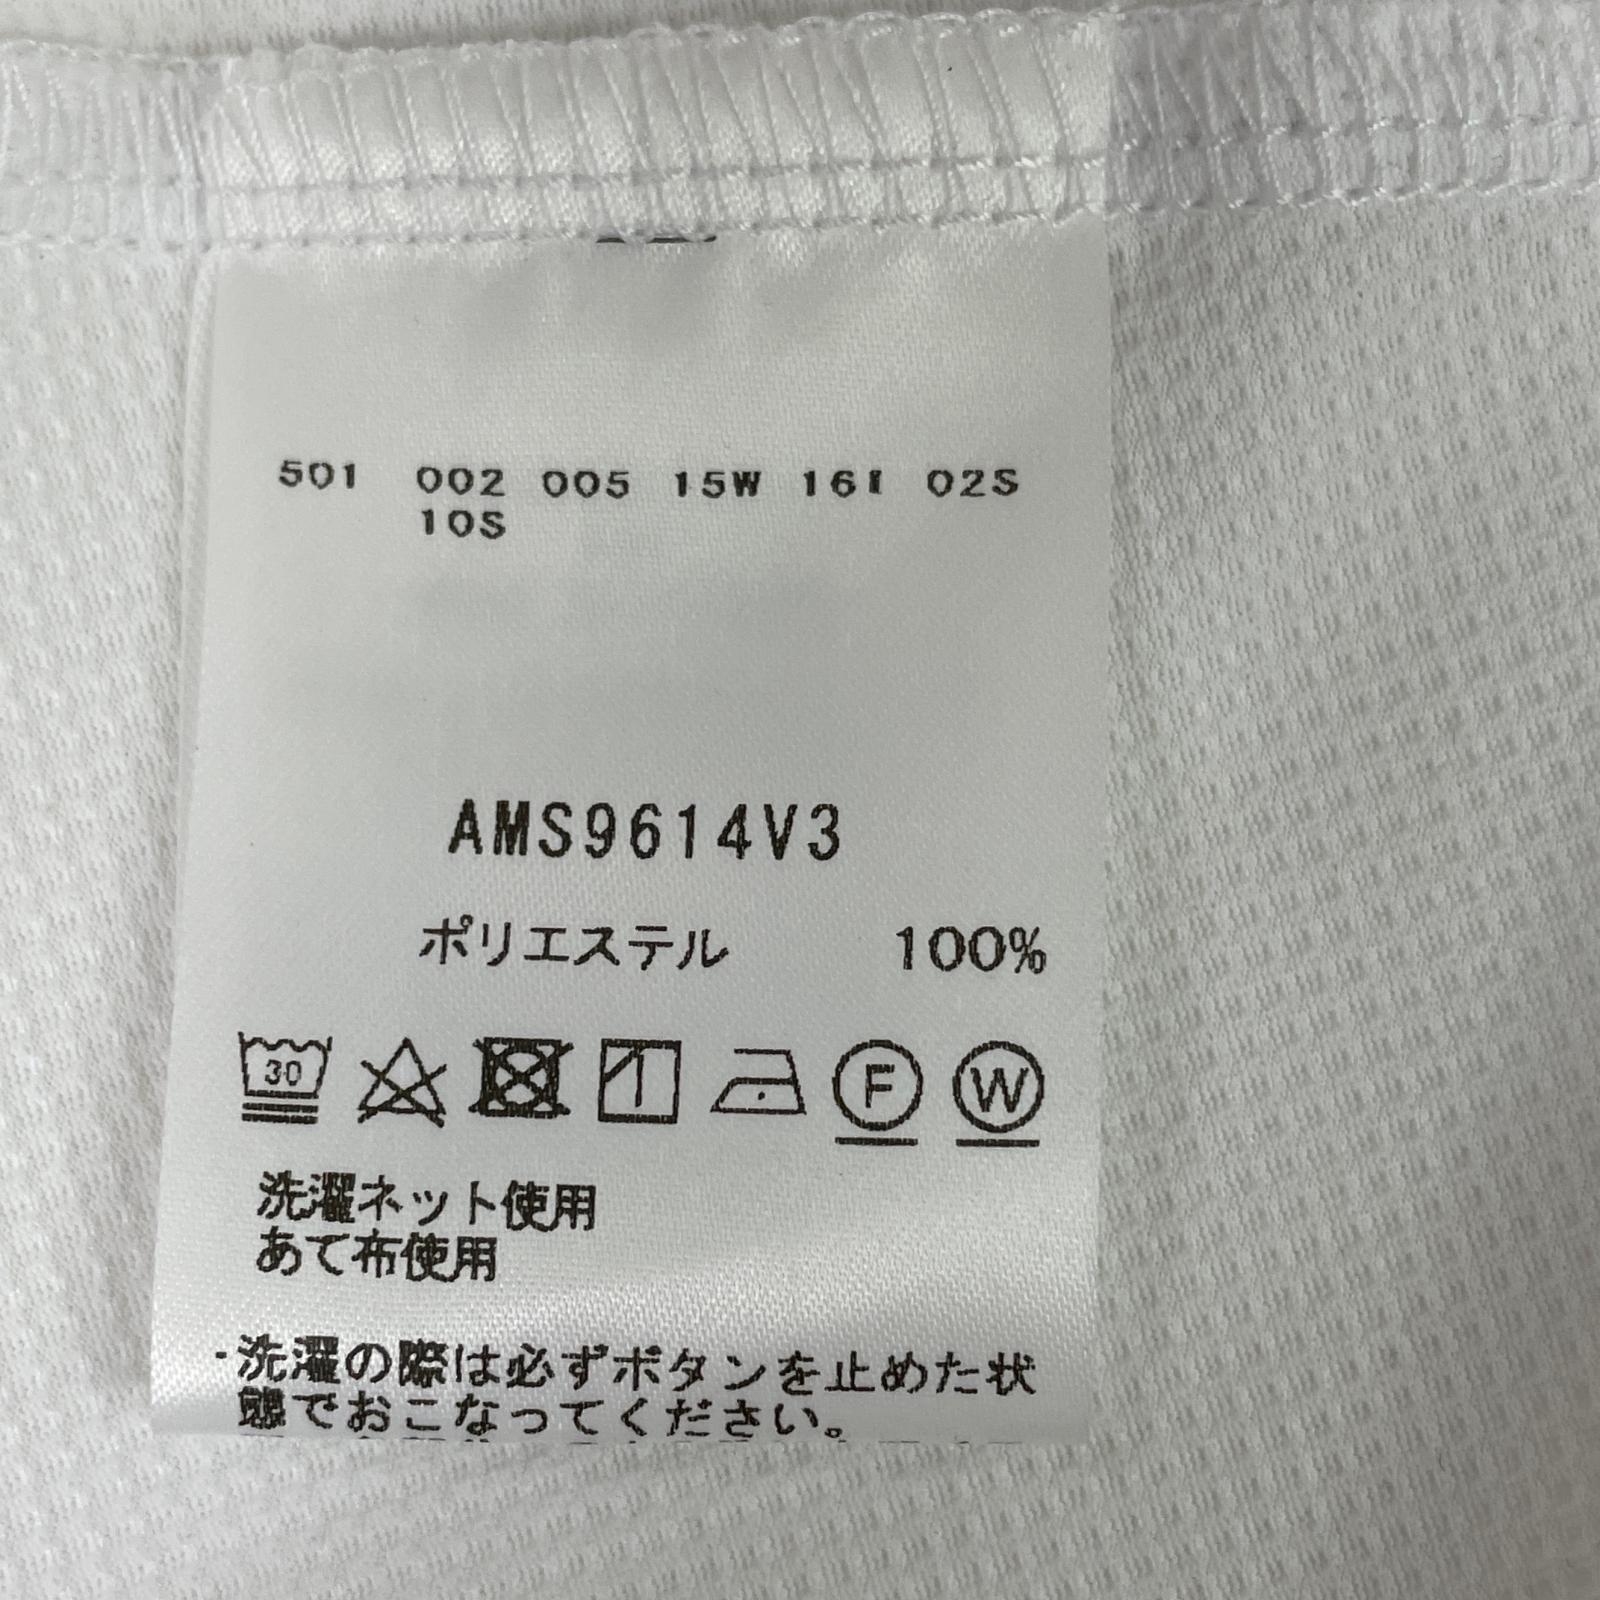 501 002 005 15W 16I 02S
10S
AMS9614V3
ポリエステル 100%
30
F W
洗濯ネット使用
あて布使用
・洗濯の際は必ずボタンを止めた状
態でおこなってください。